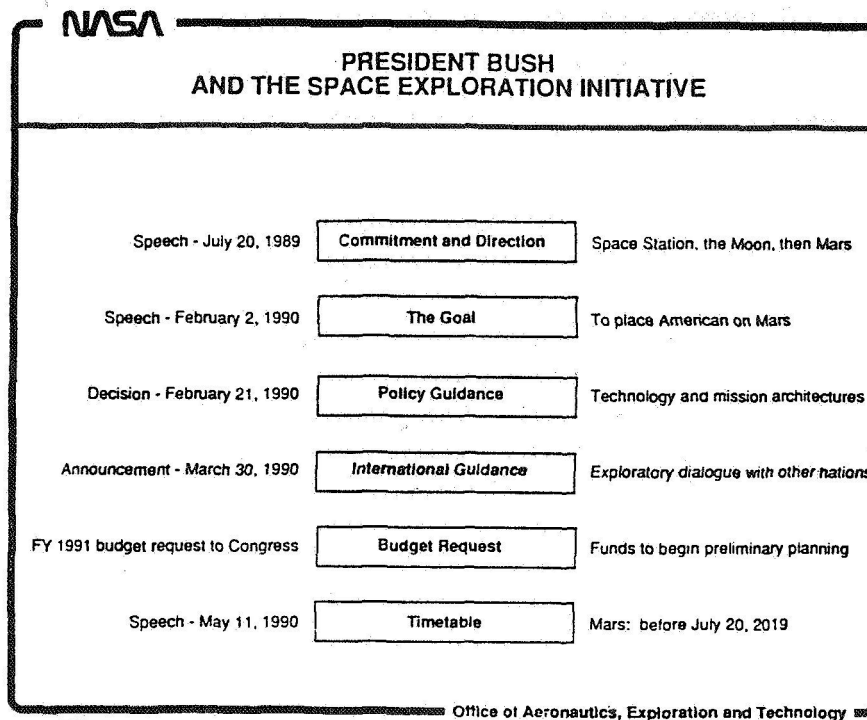 NASA
PRESIDENT BUSH
AND THE SPACE EXPLORATION INITIATIVE
Speech - July 20, 1989 Commitment and Direction Space Station, the Moon, then Mars
Speech - February 2, 1990 The Goal To place American on Mars
Decision - February 21, 1990 Policy Guidance Technology and mission architectures
Announcement - March 30, 1990 International Guidance Exploratory dialogue with other nations
FY 1991 budget request to Congress Budget Request Funds to begin preliminary planning
Speech - May 11, 1990 Timetable Mars: before July 20, 2019
Office of Aeronautics, Exploration and Technology